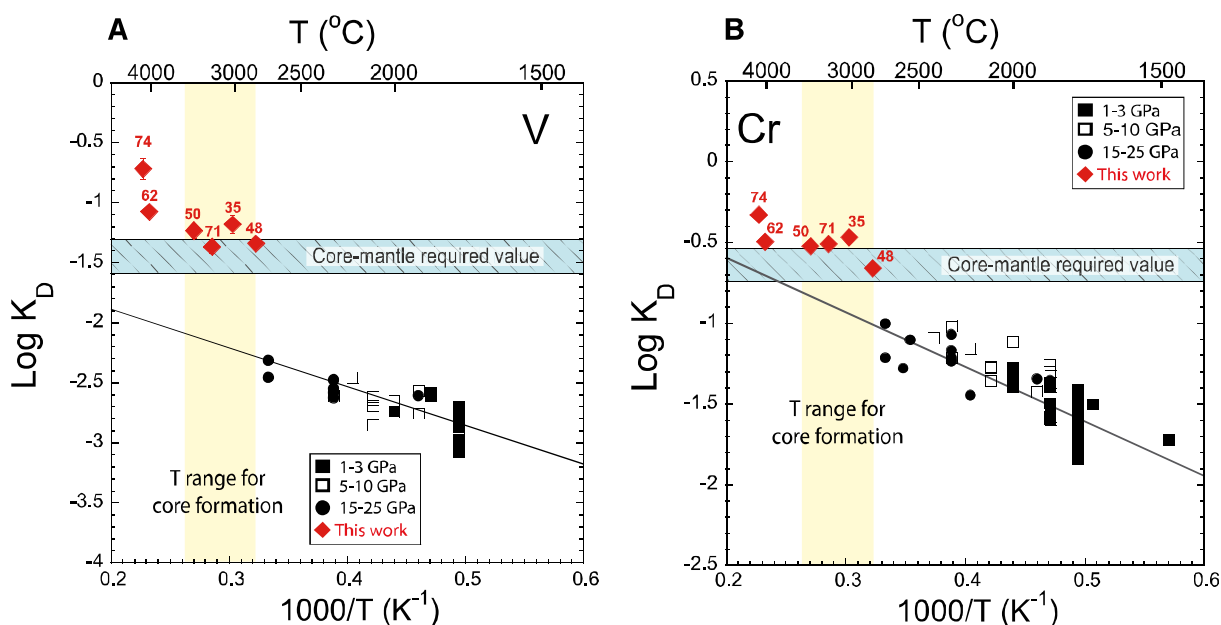 A
T (°C)
4000 3000 2500 2000 1500
0
-0.5
-1
-1.5
-2
-2.5
-3
-3.5
-4
Log K_D
V
74
62
50
71
35
48
Core-mantle required value
T range for
core formation
1-3 GPa
5-10 GPa
15-25 GPa
This work
0.2 0.3 0.4 0.5 0.6
1000/T (K⁻¹)
B
T (°C)
4000 3000 2500 2000 1500
0.5
0
-0.5
-1
-1.5
-2
-2.5
Log K_D
Cr
1-3 GPa
5-10 GPa
15-25 GPa
This work
74
62
50
71
35
48
Core-mantle required value
T range for
core formation
0.2 0.3 0.4 0.5 0.6
1000/T (K⁻¹)